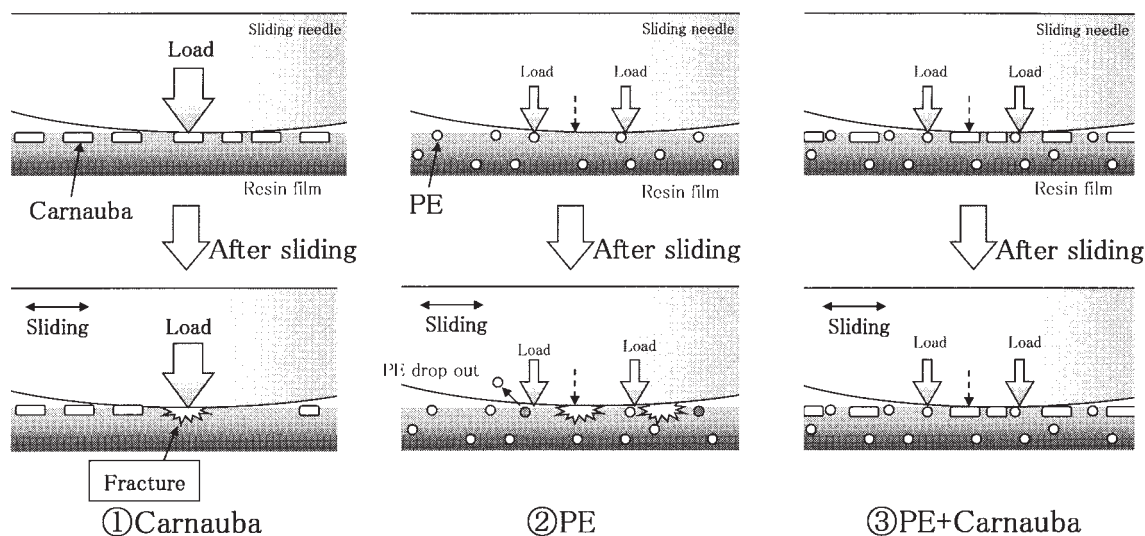 Sliding needle
Load
Resin film
Carnauba
After sliding
Sliding
Load
Fracture
①Carnauba
Sliding needle
Load
Load
Resin film
PE
After sliding
Sliding
Load
Load
PE drop out
②PE
Sliding needle
Load
Load
Resin film
After sliding
Sliding
Load
Load
③PE+Carnauba